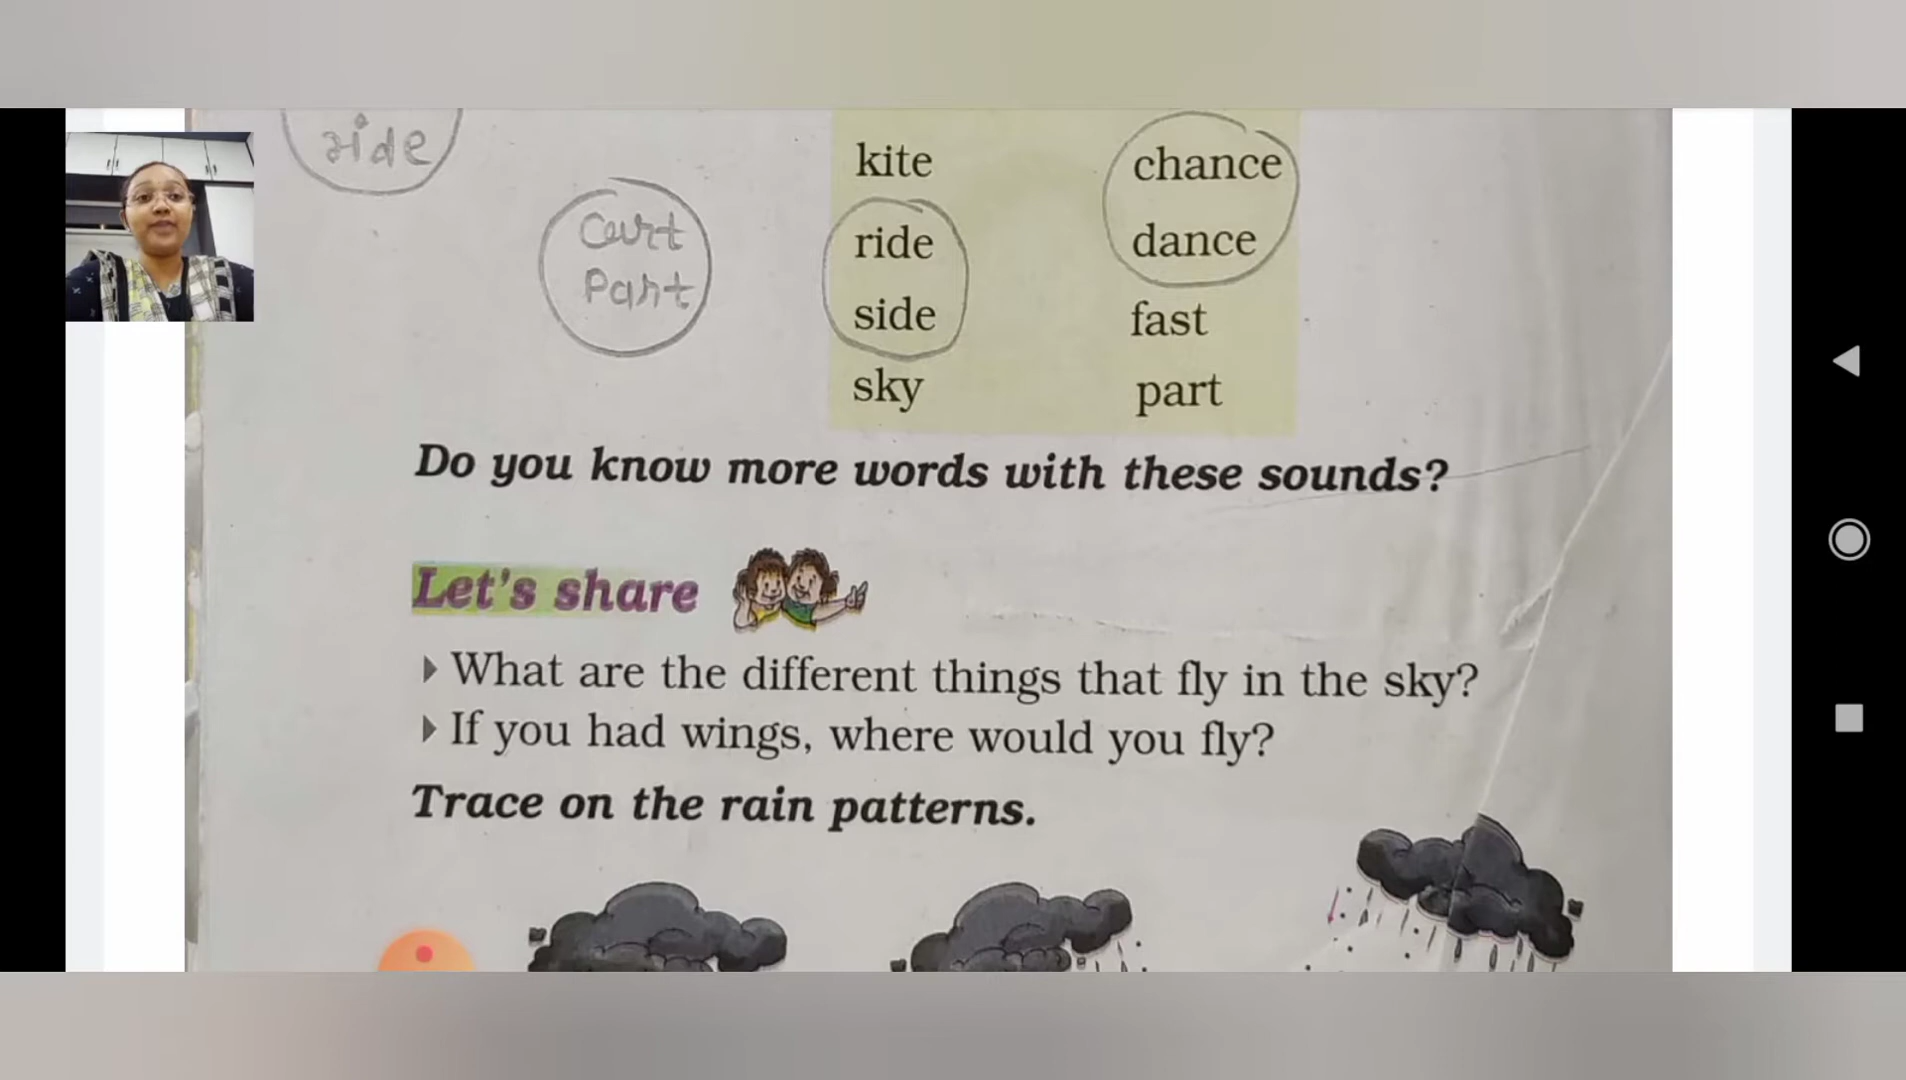 ride
kite
chance
Cart
Part
ride
dance
side
fast
sky
part
Do you know more words with these sounds?
Let's share
What are the different things that fly in the sky?
If you had wings, where would you fly?
Trace on the rain patterns.